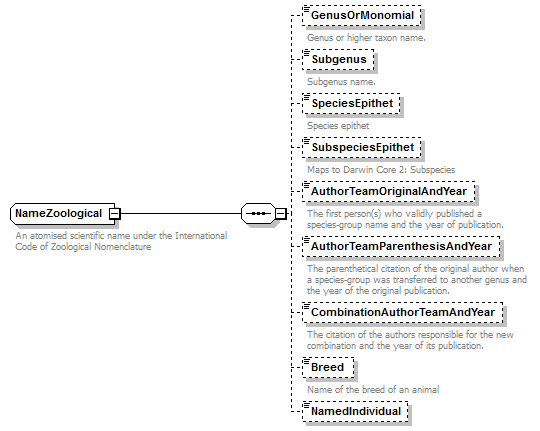 GenusOrMonomial
Genus or higher taxon name.
Subgenus
Subgenus name.
SpeciesEpithet
Species epithet
SubspeciesEpithet
Maps to Darwin Core 2: Subspecies
NameZoological
An atomised scientific name under the International
Code of Zoological Nomenclature
AuthorTeamOriginalAndYear
The first person(s) who validly published a
species-group name and the year of publication.
AuthorTeamParenthesisAndYear
The parenthetical citation of the original author when
a species-group was transferred to another genus and
the year of the original publication.
CombinationAuthorTeamAndYear
The citation of the authors responsible for the new
combination and the year of its publication.
Breed
Name of the breed of an animal
NamedIndividual